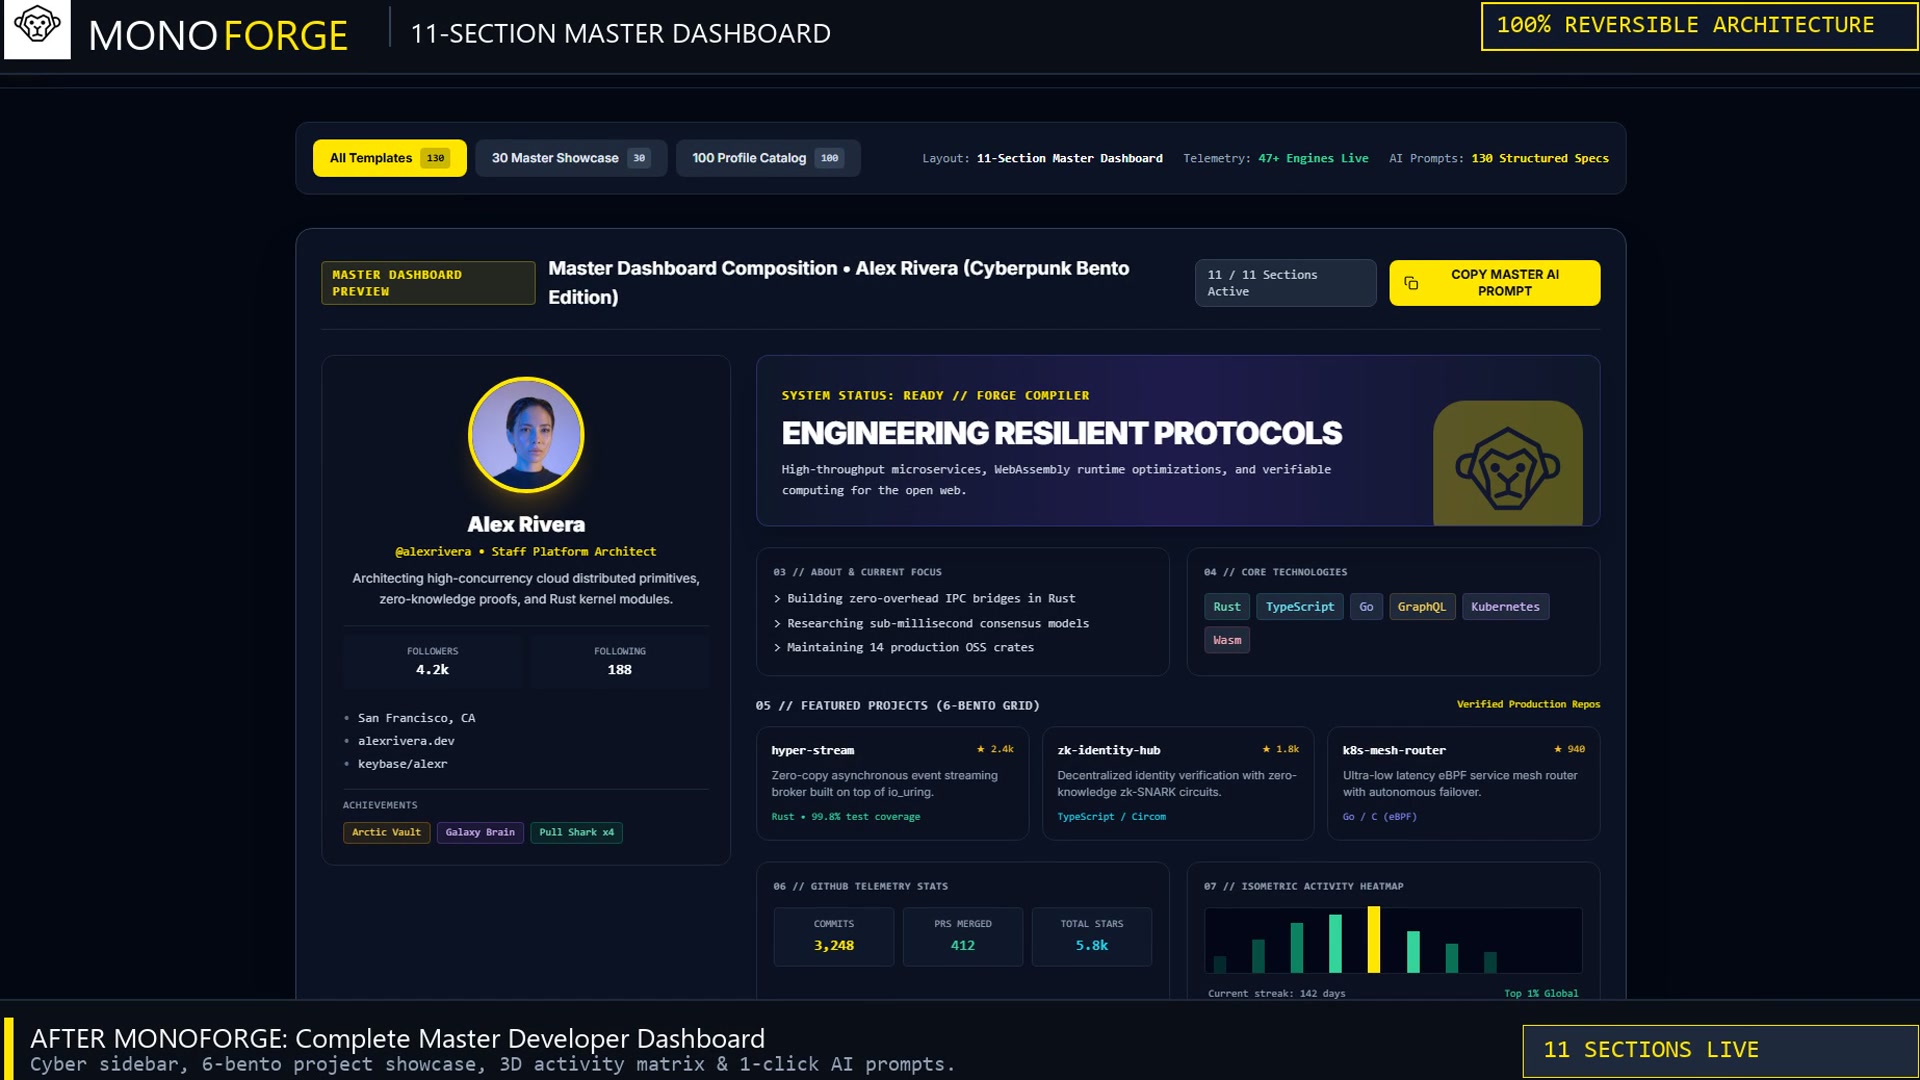 MONOFORGE
11-SECTION MASTER DASHBOARD
100% REVERSIBLE ARCHITECTURE
All Templates 130
30 Master Showcase 30
100 Profile Catalog 100
Layout: 11-Section Master Dashboard
Telemetry: 47+ Engines Live
AI Prompts: 130 Structured Specs
MASTER DASHBOARD
PREVIEW
Master Dashboard Composition • Alex Rivera (Cyberpunk Bento
Edition)
11 / 11 Sections
Active
COPY MASTER AI
PROMPT
Alex Rivera
@alexrivera • Staff Platform Architect
Architecting high-concurrency cloud distributed primitives,
zero-knowledge proofs, and Rust kernel modules.
FOLLOWERS
4.2k
FOLLOWING
188
• San Francisco, CA
• alexrivera.dev
• keybase/alexr
ACHIEVEMENTS
Arctic Vault
Galaxy Brain
Pull Shark x4
SYSTEM STATUS: READY // FORGE COMPILER
ENGINEERING RESILIENT PROTOCOLS
High-throughput microservices, WebAssembly runtime optimizations, and verifiable
computing for the open web.
03 // ABOUT & CURRENT FOCUS
> Building zero-overhead IPC bridges in Rust
> Researching sub-millisecond consensus models
> Maintaining 14 production OSS crates
04 // CORE TECHNOLOGIES
Rust TypeScript Go GraphQL Kubernetes
Wasm
05 // FEATURED PROJECTS (6-BENTO GRID)
Verified Production Repos
hyper-stream ★ 2.4k
Zero-copy asynchronous event streaming
broker built on top of io_uring.
Rust • 99.8% test coverage
zk-identity-hub ★ 1.8k
Decentralized identity verification with zero-
knowledge zk-SNARK circuits.
TypeScript / Circom
k8s-mesh-router ★ 940
Ultra-low latency eBPF service mesh router
with autonomous failover.
Go / C (eBPF)
06 // GITHUB TELEMETRY STATS
COMMITS
3,248
PRS MERGED
412
TOTAL STARS
5.8k
07 // ISOMETRIC ACTIVITY HEATMAP
Current streak: 142 days
Top 1% Global
AFTER MONOFORGE: Complete Master Developer Dashboard
Cyber sidebar, 6-bento project showcase, 3D activity matrix & 1-click AI prompts.
11 SECTIONS LIVE